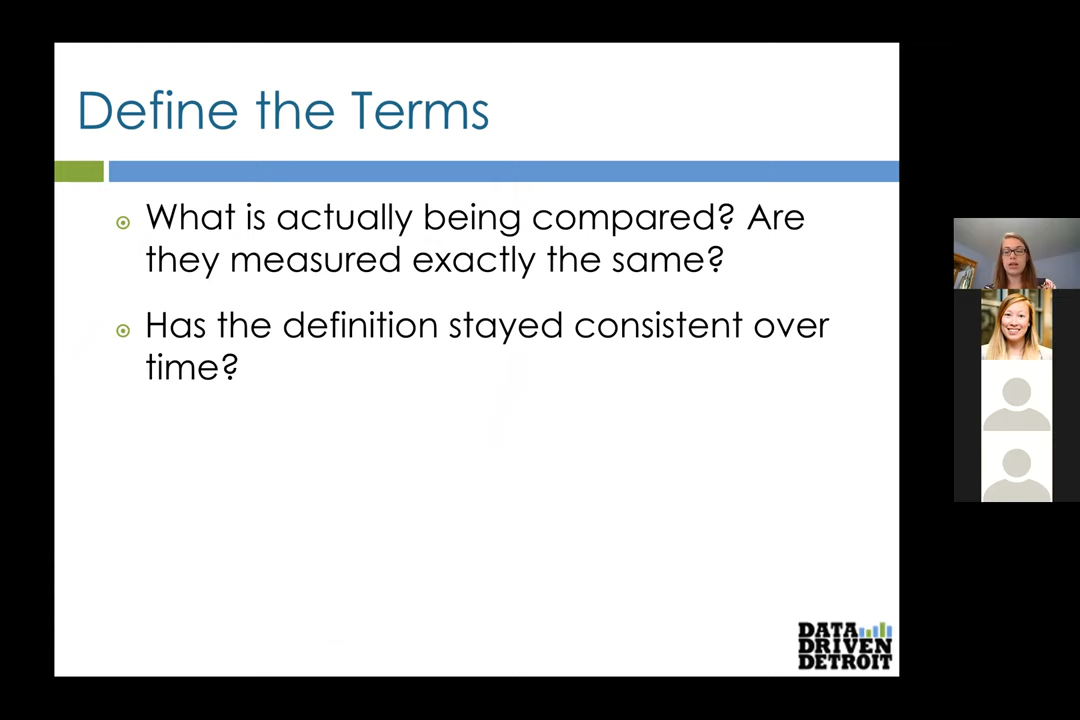 Define the Terms
What is actually being compared? Are
they measured exactly the same?
Has the definition stayed consistent over
time?
DATA
DRIVEN
DETROIT